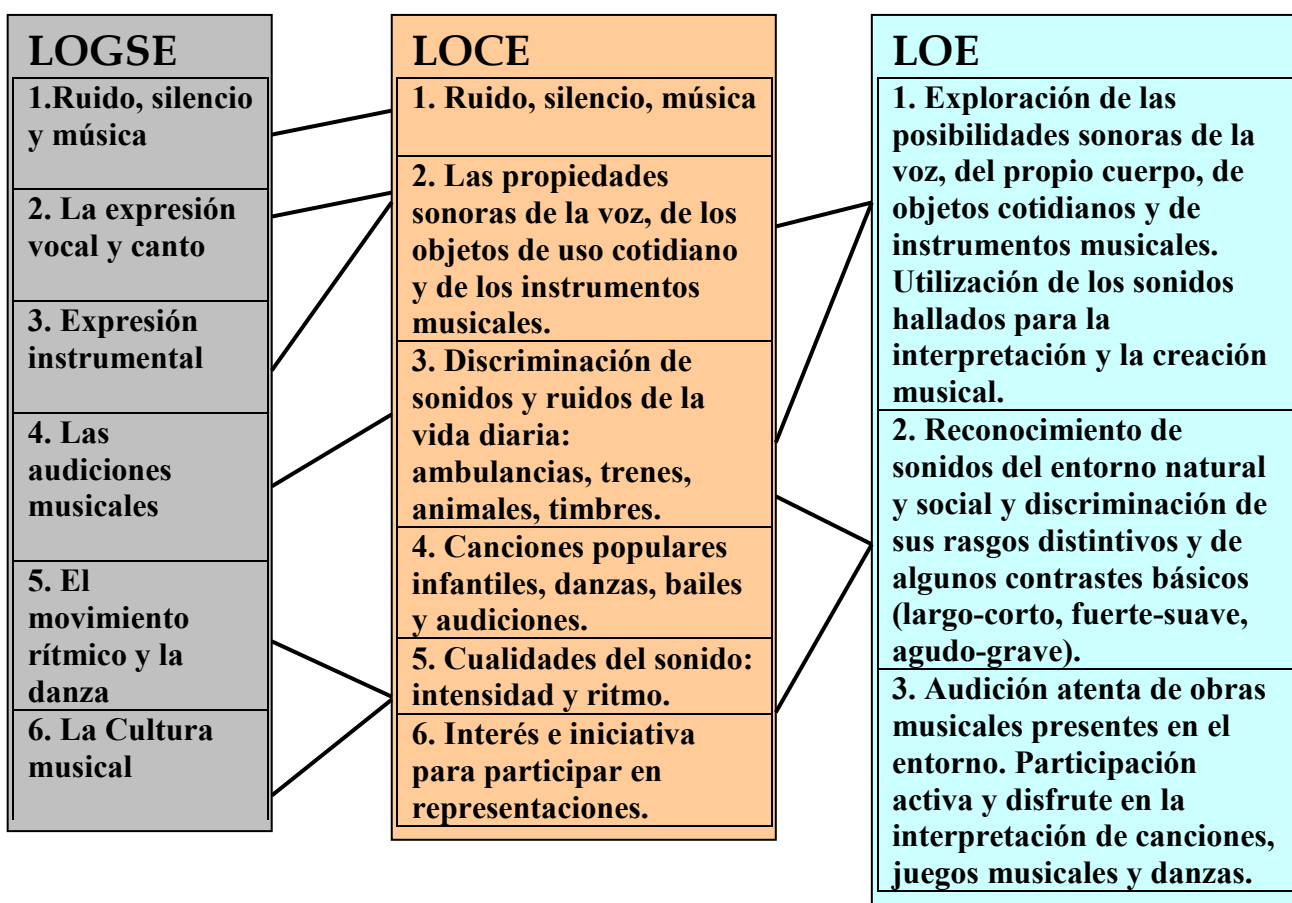 LOGSE
1.Ruido, silencio
y música
2. La expresión
vocal y canto
3. Expresión
instrumental
4. Las
audiciones
musicales
5. El
movimiento
rítmico y la
danza
6. La Cultura
musical
LOCE
1. Ruido, silencio, música
2. Las propiedades
sonoras de la voz, de los
objetos de uso cotidiano
y de los instrumentos
musicales.
3. Discriminación de
sonidos y ruidos de la
vida diaria:
ambulancias, trenes,
animales, timbres.
4. Canciones populares
infantiles, danzas, bailes
y audiciones.
5. Cualidades del sonido:
intensidad y ritmo.
6. Interés e iniciativa
para participar en
representaciones.
LOE
1. Exploración de las
posibilidades sonoras de la
voz, del propio cuerpo, de
objetos cotidianos y de
instrumentos musicales.
Utilización de los sonidos
hallados para la
interpretación y la creación
musical.
2. Reconocimiento de
sonidos del entorno natural
y social y discriminación de
sus rasgos distintivos y de
algunos contrastes básicos
(largo-corto, fuerte-suave,
agudo-grave).
3. Audición atenta de obras
musicales presentes en el
entorno. Participación
activa y disfrute en la
interpretación de canciones,
juegos musicales y danzas.